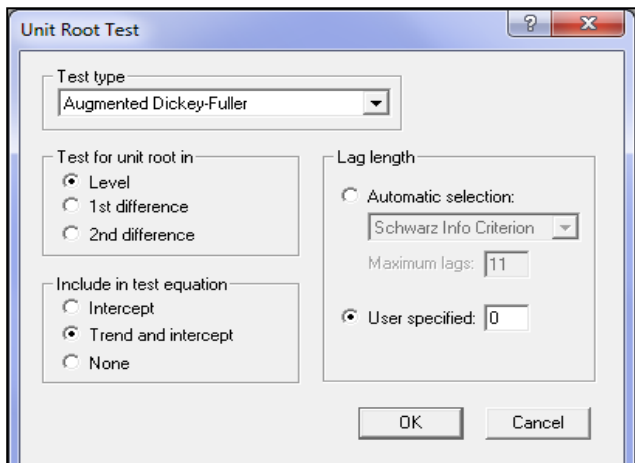 Unit Root Test
Test type
Augmented Dickey-Fuller
Test for unit root in
Level
1st difference
2nd difference
Include in test equation
Intercept
Trend and intercept
None
Lag length
Automatic selection:
Schwarz Info Criterion
Maximum lags: 11
User specified: 0
OK Cancel